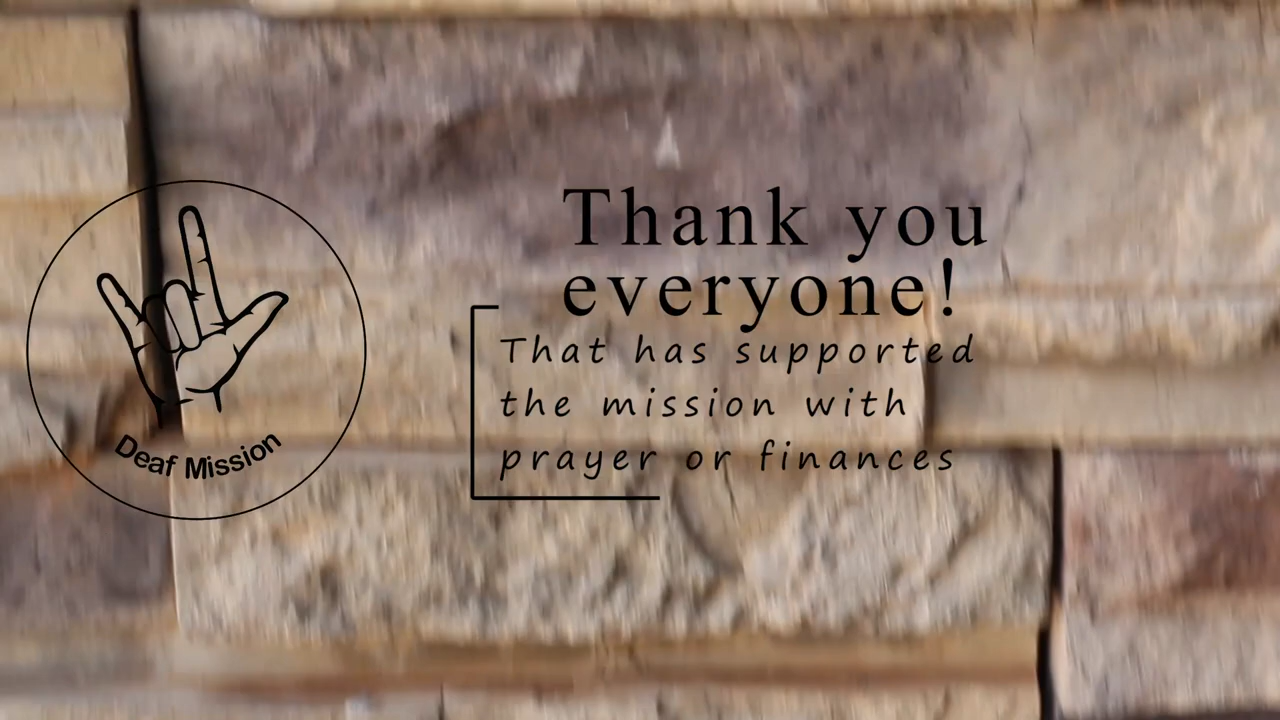 Thank you
everyone!
That has supported
the mission with
prayer or finances
Deaf Mission